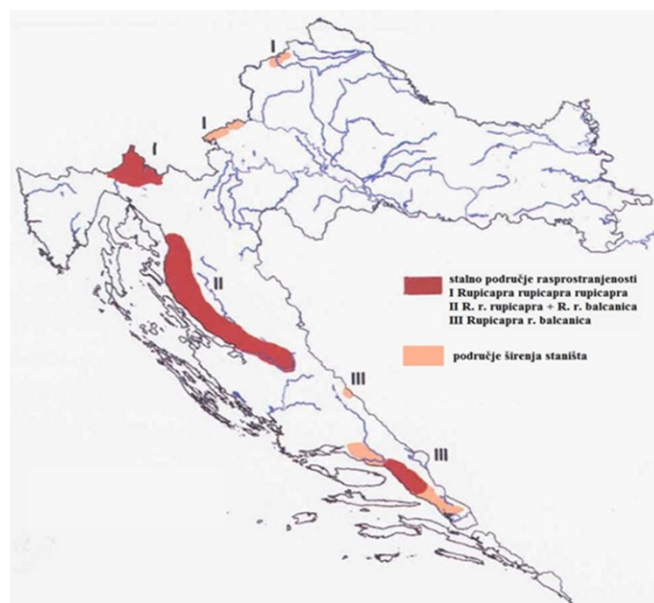 I
I
I
II
stalno područje rasprostranjenosti
I Rupicapra rupicapra rupicapra
II R. r. rupicapra + R. r. balcanica
III Rupicapra r. balcanica
područje širenja staništa
III
III